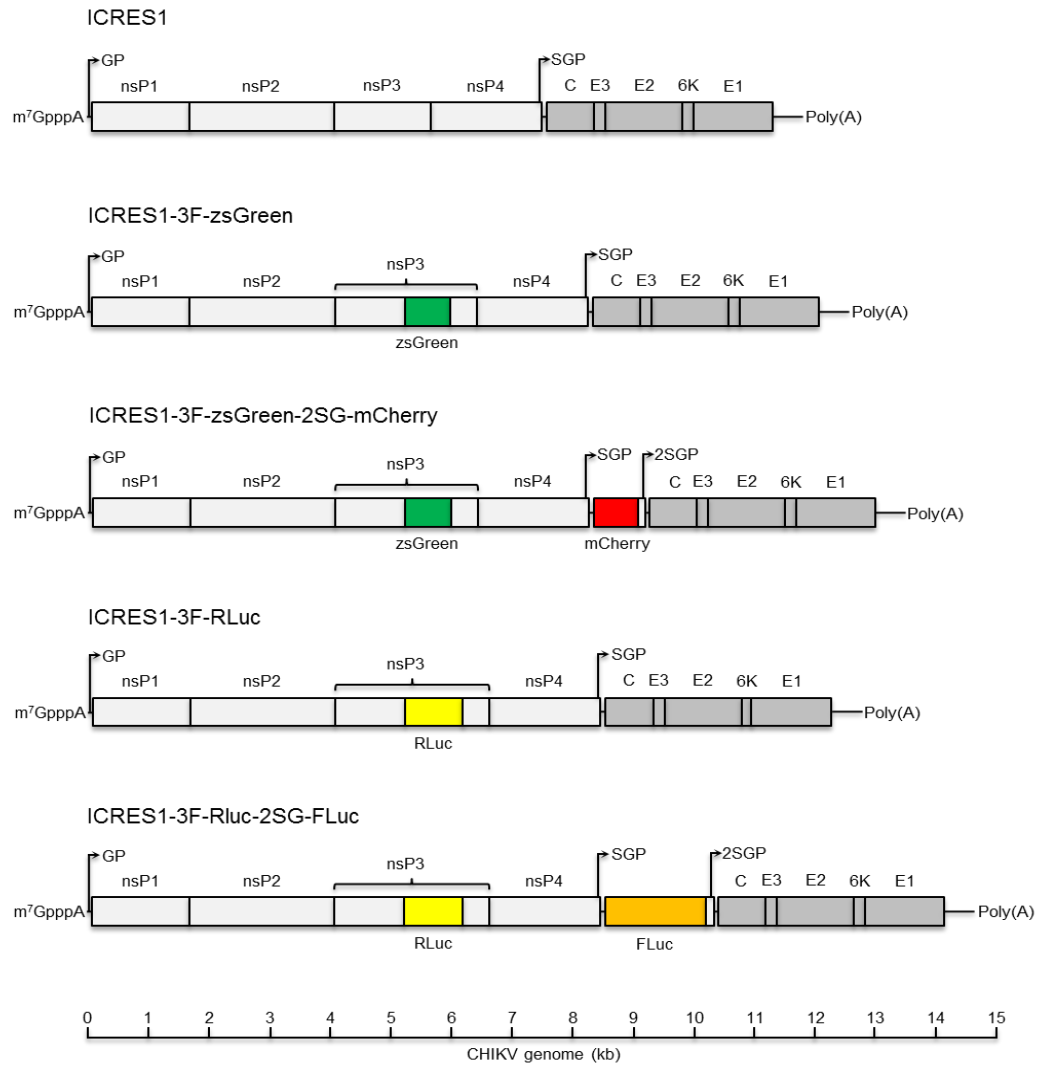 ICRES1
GP SGP
nsP1 nsP2 nsP3 nsP4 C E3 E2 6K E1
m⁷GpppA Poly(A)
ICRES1-3F-zsGreen
GP SGP
nsP3
nsP1 nsP2 nsP4 C E3 E2 6K E1
m⁷GpppA Poly(A)
zsGreen
ICRES1-3F-zsGreen-2SG-mCherry
GP SGP 2SGP
nsP3
nsP1 nsP2 nsP4 C E3 E2 6K E1
m⁷GpppA Poly(A)
zsGreen mCherry
ICRES1-3F-RLuc
GP SGP
nsP3
nsP1 nsP2 nsP4 C E3 E2 6K E1
m⁷GpppA Poly(A)
RLuc
ICRES1-3F-Rluc-2SG-FLuc
GP SGP 2SGP
nsP3
nsP1 nsP2 nsP4 C E3 E2 6K E1
m⁷GpppA Poly(A)
RLuc FLuc
0 1 2 3 4 5 6 7 8 9 10 11 12 13 14 15
CHIKV genome (kb)